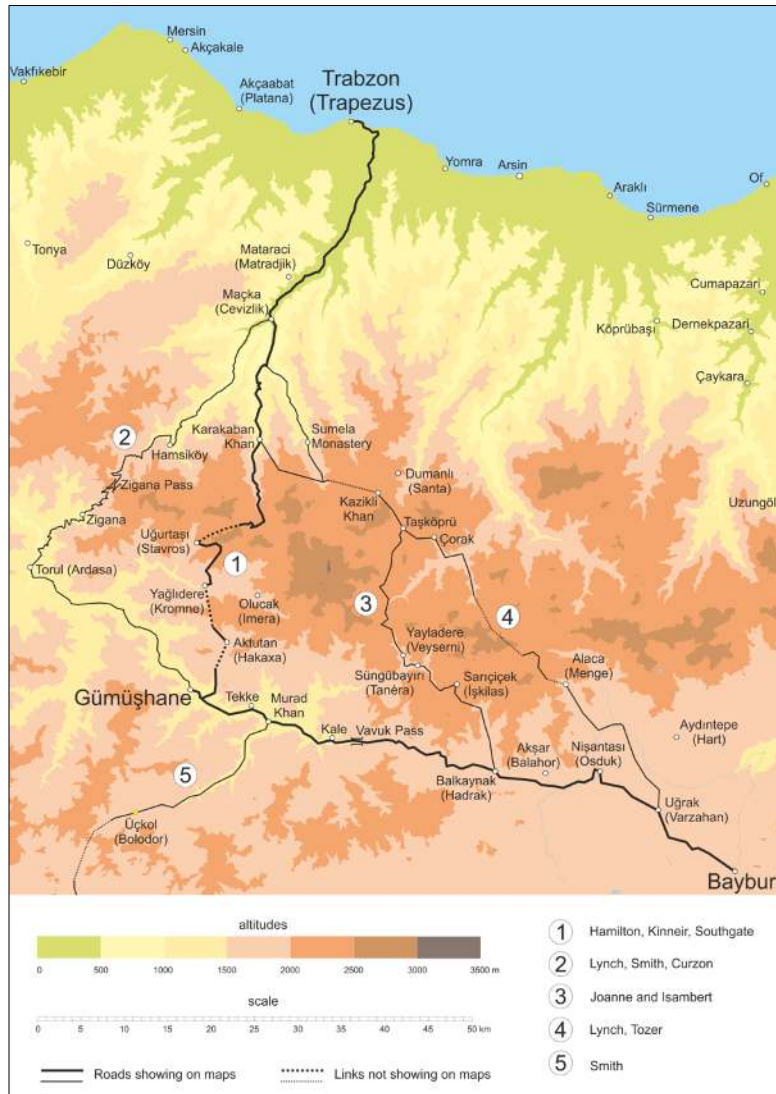 Mersin
Akçakale
Vakfıkebir
Akçaabat
(Platana)
Trabzon
(Trapezus)
Yomra
Arsin
Araklı
Of
Sürmene
Tonya
Düzköy
Mataraci
(Matradjik)
Maçka
(Cevizlik)
Cumapazari
Köprübaşı
Dernekpazari
Çaykara
2
Hamsiköy
Karakaban
Khan
Sumela
Monastery
Zigana Pass
Zigana
Dumanlı
(Santa)
Kazikli
Khan
Taşköprü
Çorak
Uzungöl
Uğurtaşı
(Stavros)
1
Torul (Ardasa)
Yağlıdere
(Kromne)
Olucak
(Imera)
3
4
Aktutan
(Hakaxa)
Yayladere
(Veyserni)
Süngübayırı
(Tanéra)
Sarıçiçek
(İşkilas)
Alaca
(Menge)
Gümüşhane
Tekke
Murad
Khan
Kale
Vavuk Pass
Aydıntepe
(Hart)
Akşar
(Balahor)
Nişantası
(Osduk)
5
Balkaynak
(Hadrak)
Uğrak
(Varzahan)
Üçkol
(Bolodor)
Baybur
altitudes
0 500 1000 1500 2000 2500 3000 3500 m
scale
0 5 10 15 20 25 30 35 40 45 50 km
Roads showing on maps
Links not showing on maps
1 Hamilton, Kinneir, Southgate
2 Lynch, Smith, Curzon
3 Joanne and Isambert
4 Lynch, Tozer
5 Smith